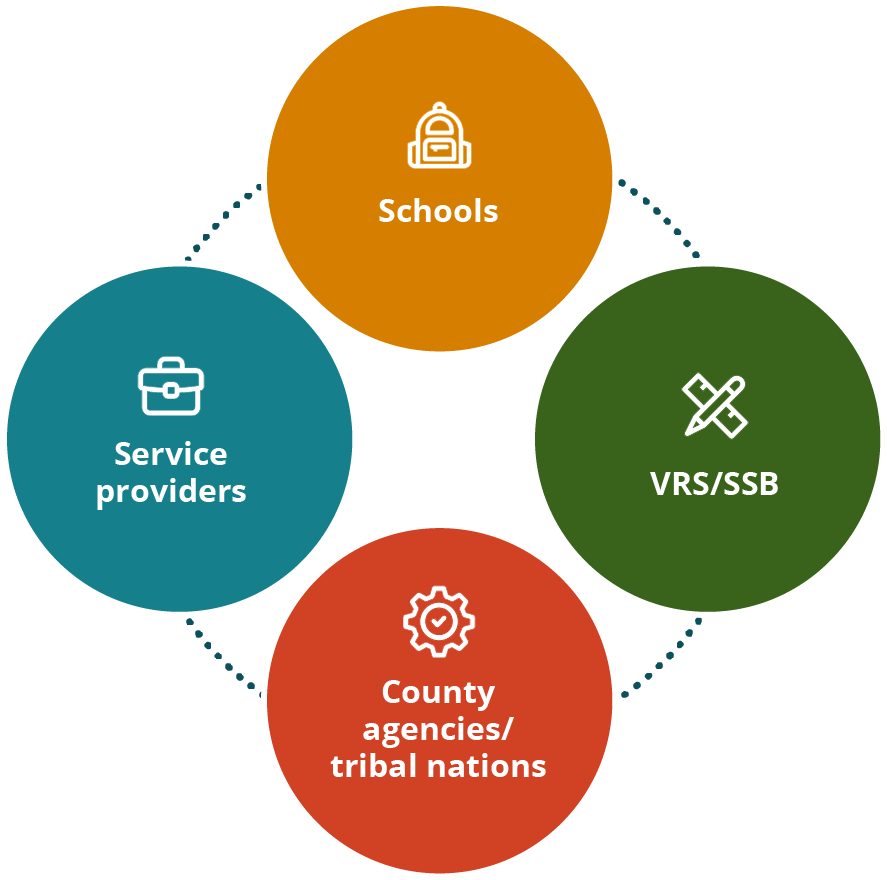 Schools
Service
providers
VRS/SSB
County
agencies/
tribal nations